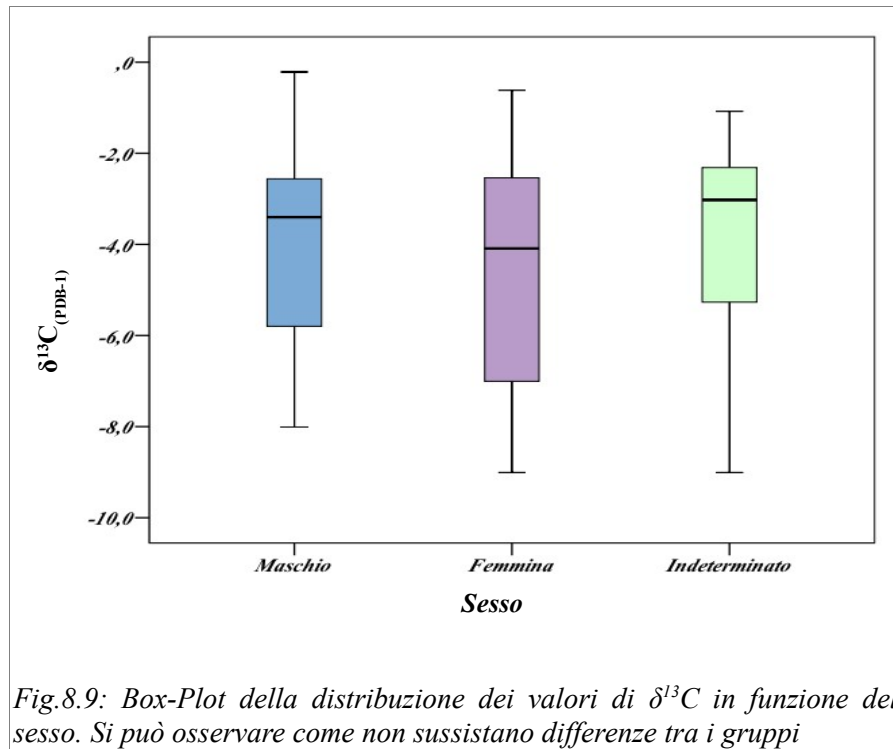 ,0
-2,0
-4,0
-6,0
-8,0
-10,0
δ¹³C(PDB-1)
Maschio Femmina Indeterminato
Sesso
Fig.8.9: Box-Plot della distribuzione dei valori di δ¹³C in funzione del
sesso. Si può osservare come non sussistano differenze tra i gruppi